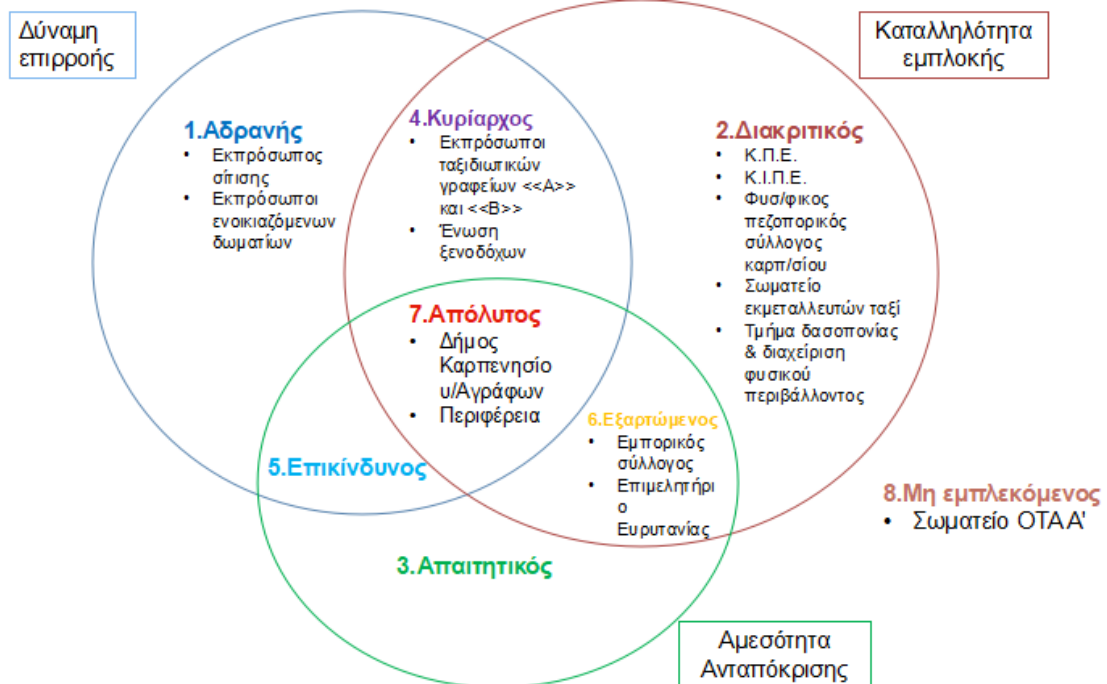 Δύναμη
επιρροής
Καταλληλότητα
εμπλοκής
1.Αδρανής
• Εκπρόσωπος
σίτισης
• Εκπρόσωποι
ενοικιαζόμενων
δωματίων
4.Κυρίαρχος
• Εκπρόσωποι
ταξιδιωτικών
γραφείων <<Α>>
και <<Β>>
• Ένωση
ξενοδόχων
2.Διακριτικός
• Κ.Π.Ε.
• Κ.Ι.Π.Ε.
• Φυσ/φικος
πεζοπορικός
σύλλογος
καρπ/σίου
• Σωματείο
εκμεταλλευτών ταξί
• Τμήμα δασοπονίας
& διαχείριση
φυσικού
περιβάλλοντος
7.Απόλυτος
• Δήμος
Καρπενησίο
υ/Αγράφων
• Περιφέρεια
6.Εξαρτώμενος
• Εμπορικός
σύλλογος
• Επιμελητήρι
ο
Ευρυτανίας
5.Επικίνδυνος
8.Μη εμπλεκόμενος
• Σωματείο ΟΤΑ Α'
3.Απαιτητικός
Αμεσότητα
Ανταπόκρισης